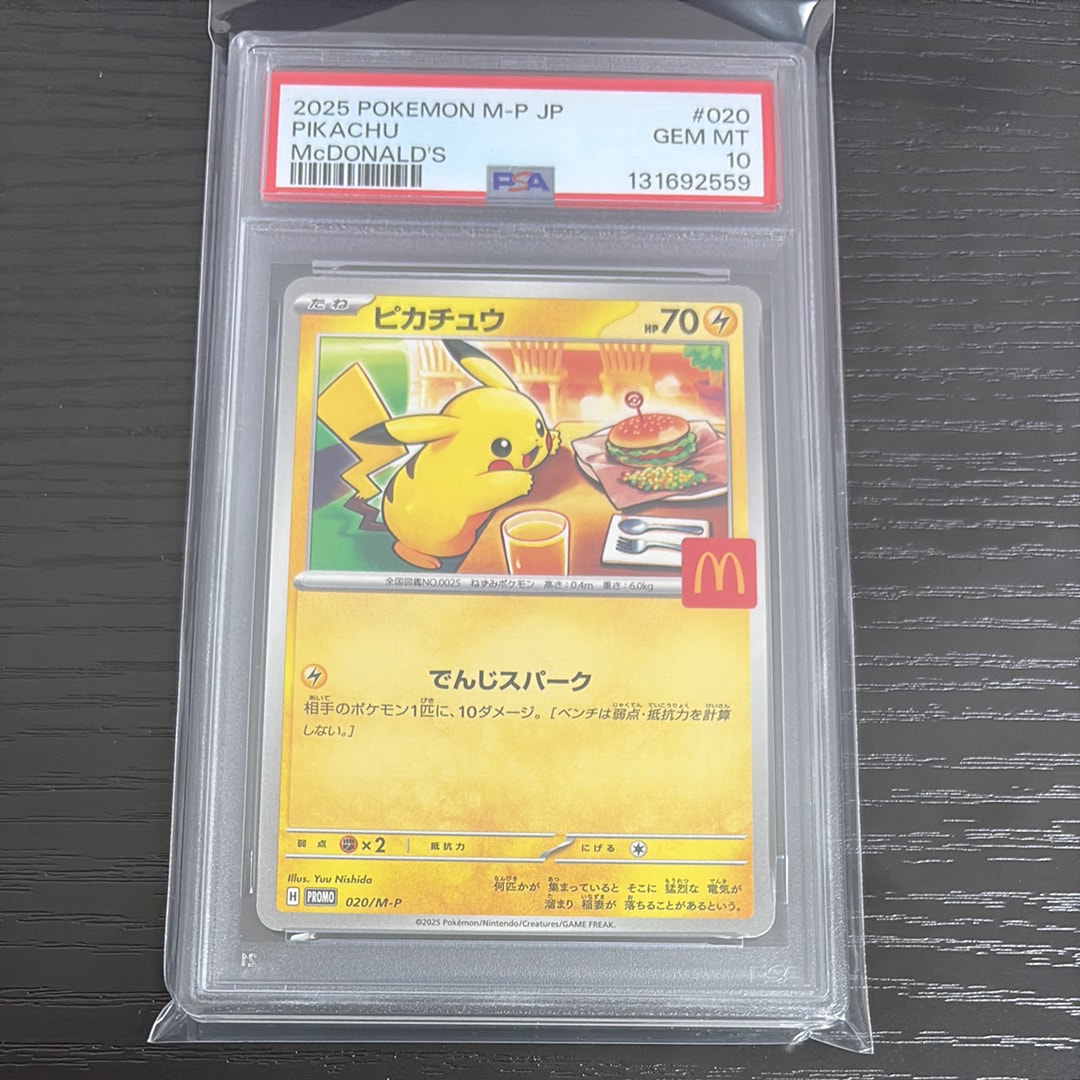 2025 POKEMON M-P JP #020
PIKACHU GEM MT
McDONALD'S 10
PSA 131692559
たね ピカチュウ HP70
全国図鑑NO.0025 ねずみポケモン 高さ:0.4m 重さ:6.0kg
M
でんじスパーク
相手のポケモン1匹に、10ダメージ。[ベンチは弱点・抵抗力を計算
しない。]
弱点 ×2 抵抗力 にげる
Illus. Yuu Nishida
何匹かが 集まっていると そこに 猛烈な 電気が
溜まり 稲妻が 落ちることがあるという。
H PROMO 020/M-P
©2025 Pokémon/Nintendo/Creatures/GAME FREAK.